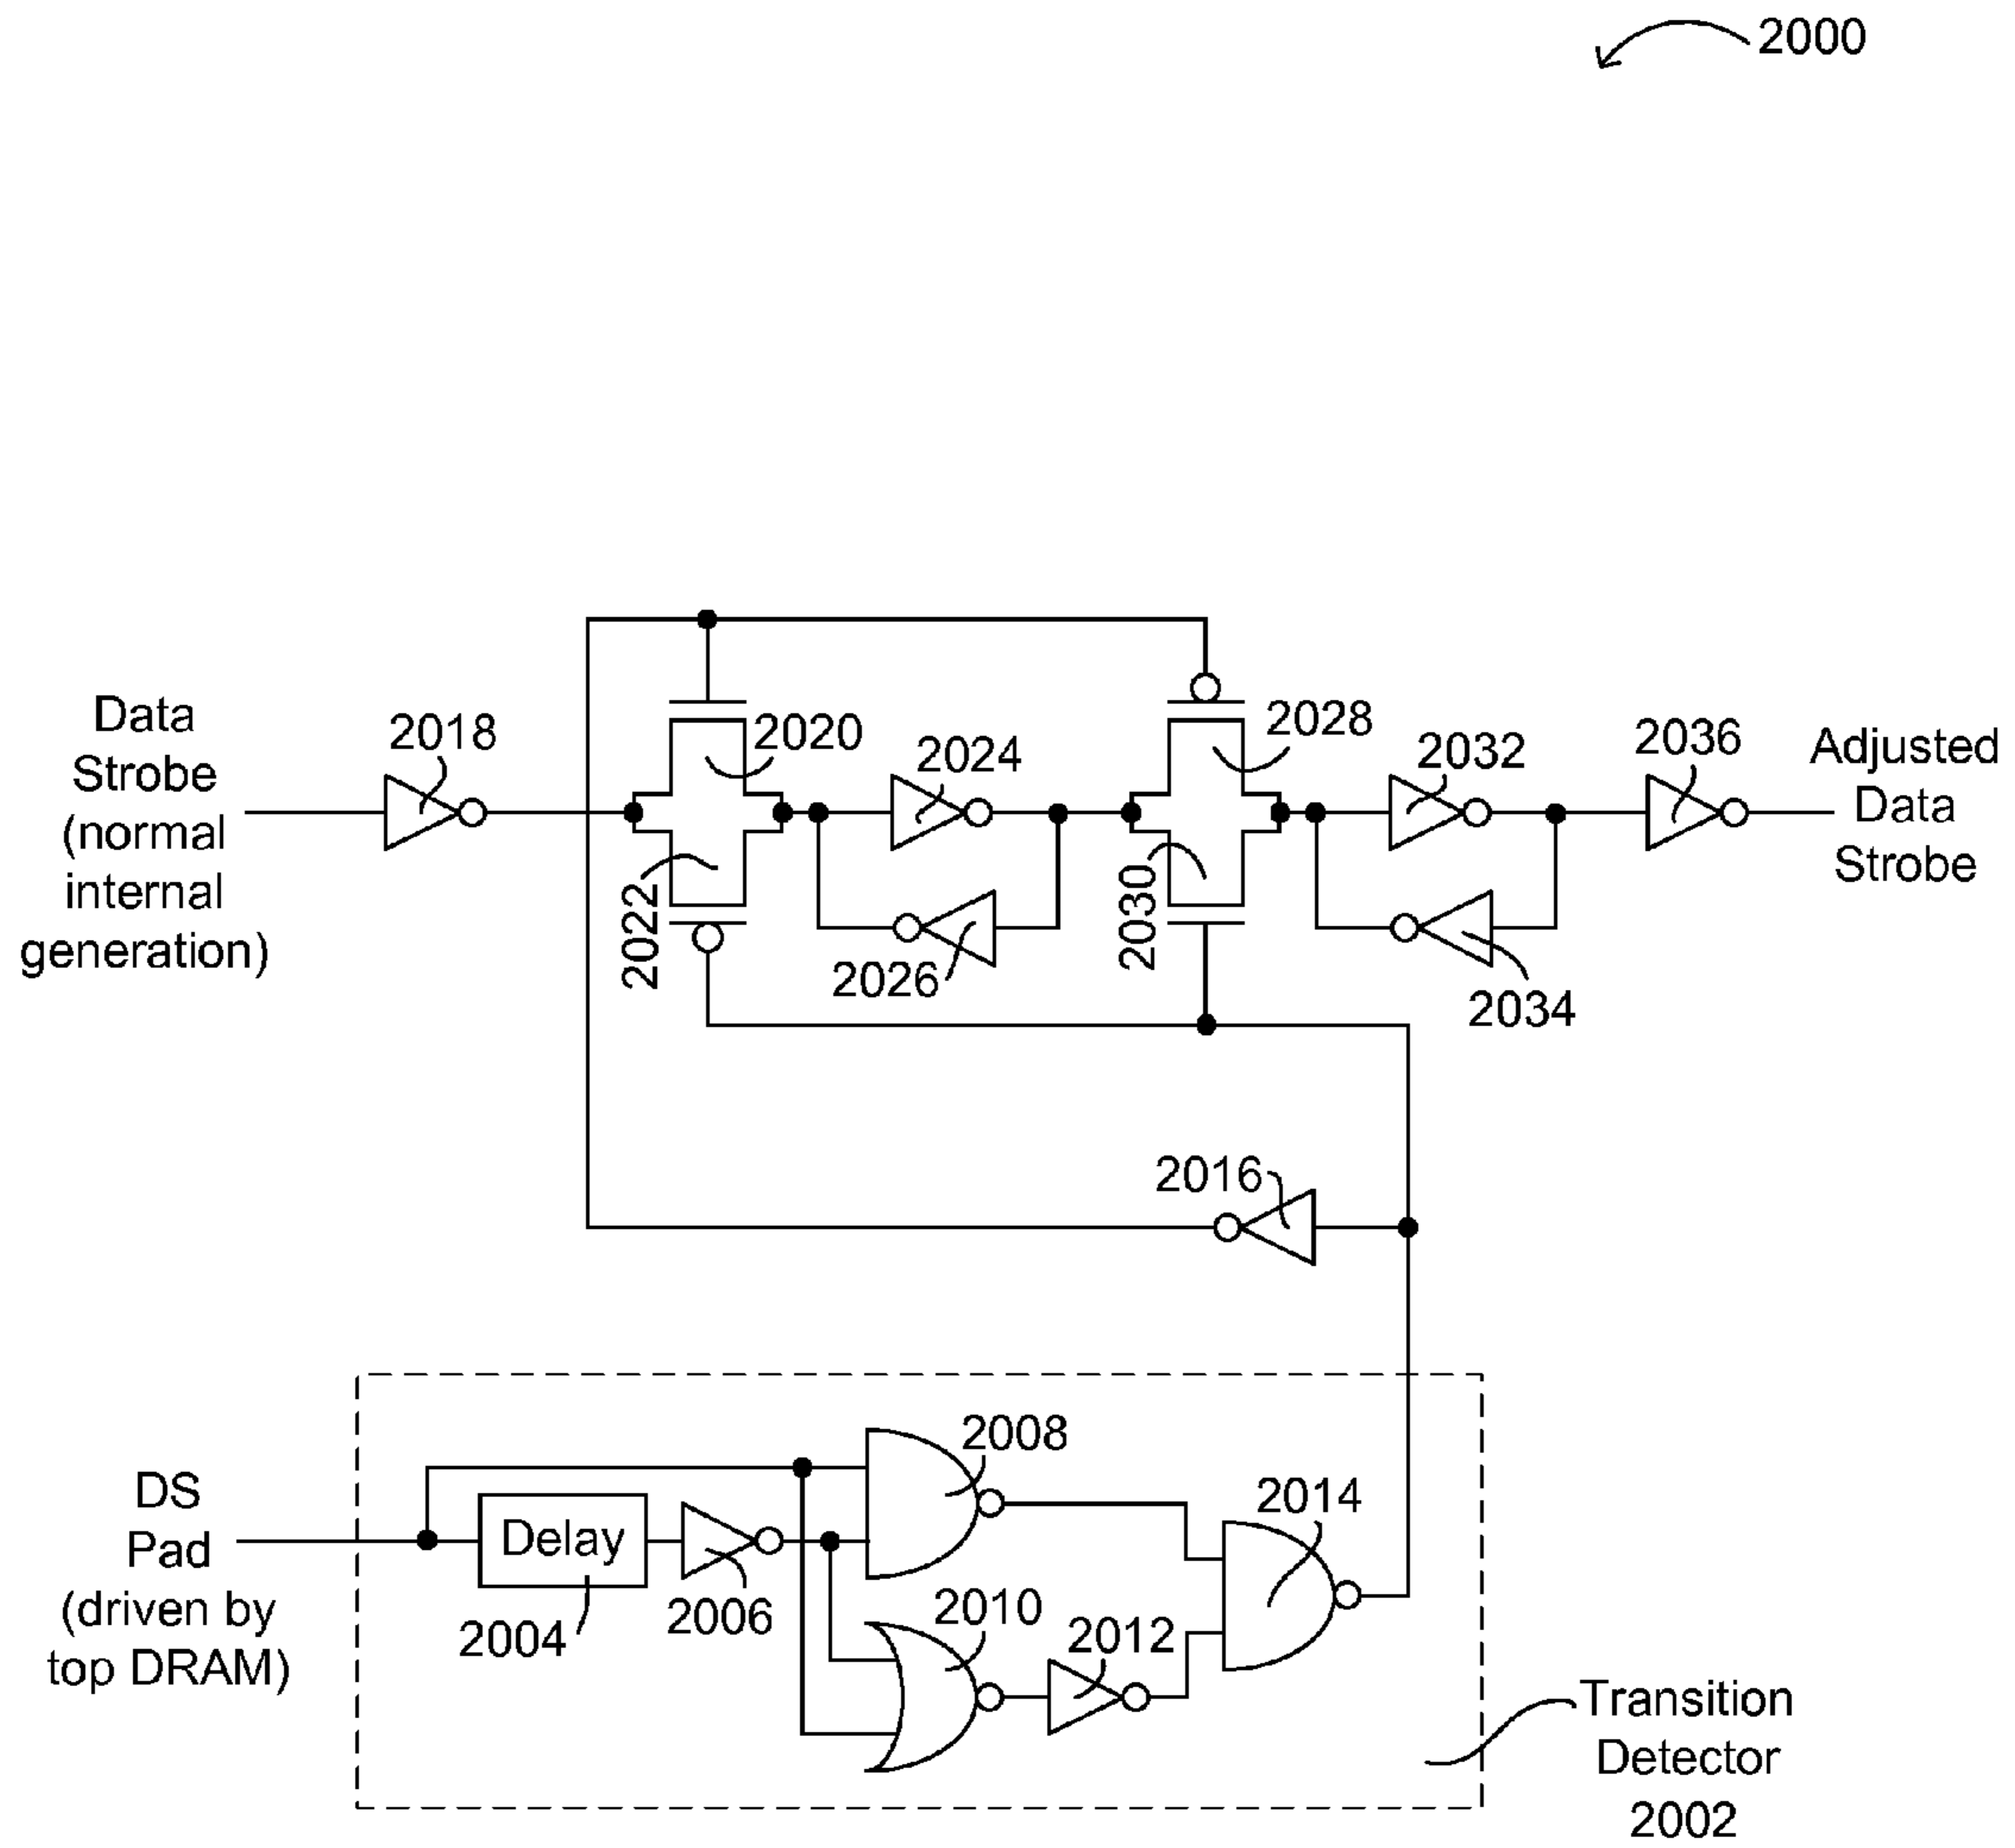 2000
Data
Strobe
(normal
internal
generation)
2018
2020
2022
2024
2026
2028
2030
2032
2034
2036
Adjusted
Data
Strobe
2016
DS
Pad
(driven by
top DRAM)
Delay
2004
2006
2008
2010
2012
2014
Transition
Detector
2002